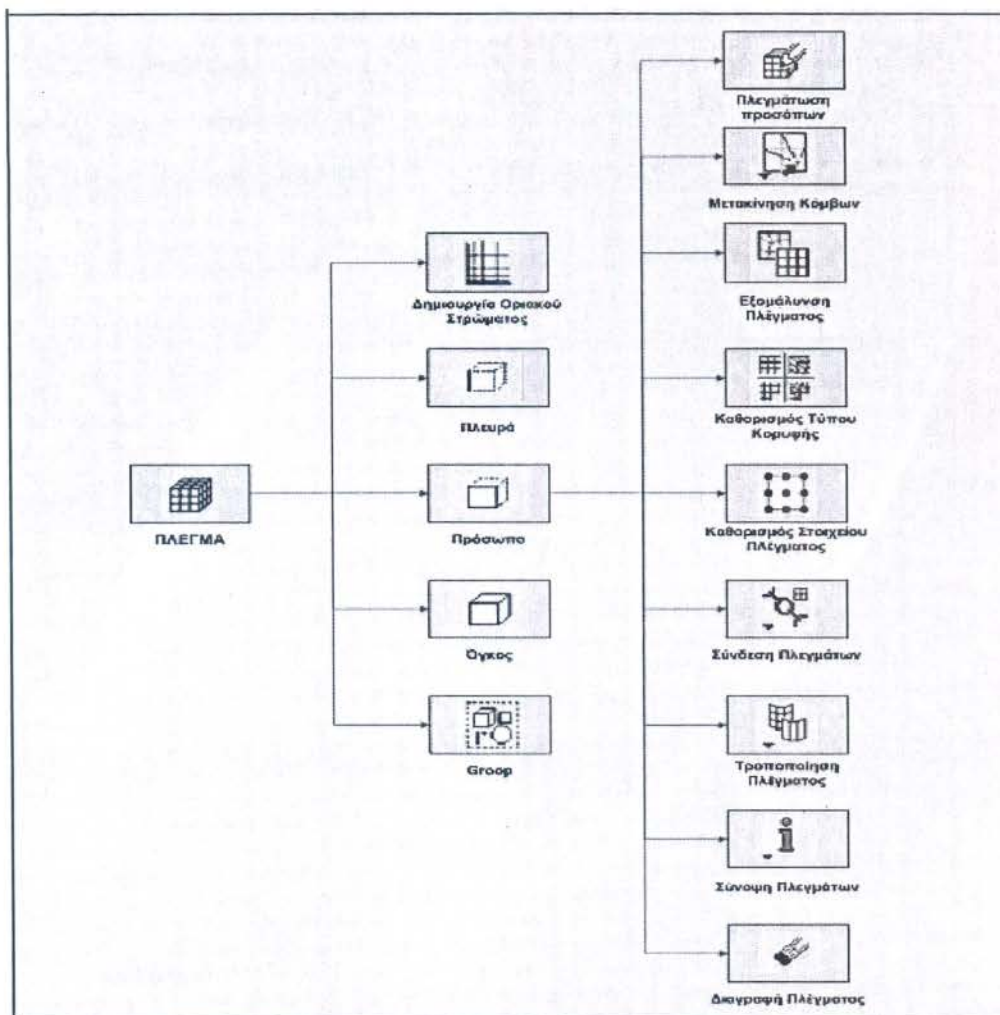 Πλεγμάτωση
προσόπων
Μετακίνηση Κόμβων
Εξομάλυνση
Πλέγματος
Δημιουργία Οριακού
Στρώματος
Πλευρά
Καθορισμός Τύπου
Κορυφής
ΠΛΕΓΜΑ
Πρόσωπο
Καθορισμός Στοιχείου
Πλέγματος
Όγκος
Σύνδεση Πλεγμάτων
Groop
Τροποποίηση
Πλέγματος
Σύνοψη Πλεγμάτων
Διαγραφή Πλέγματος